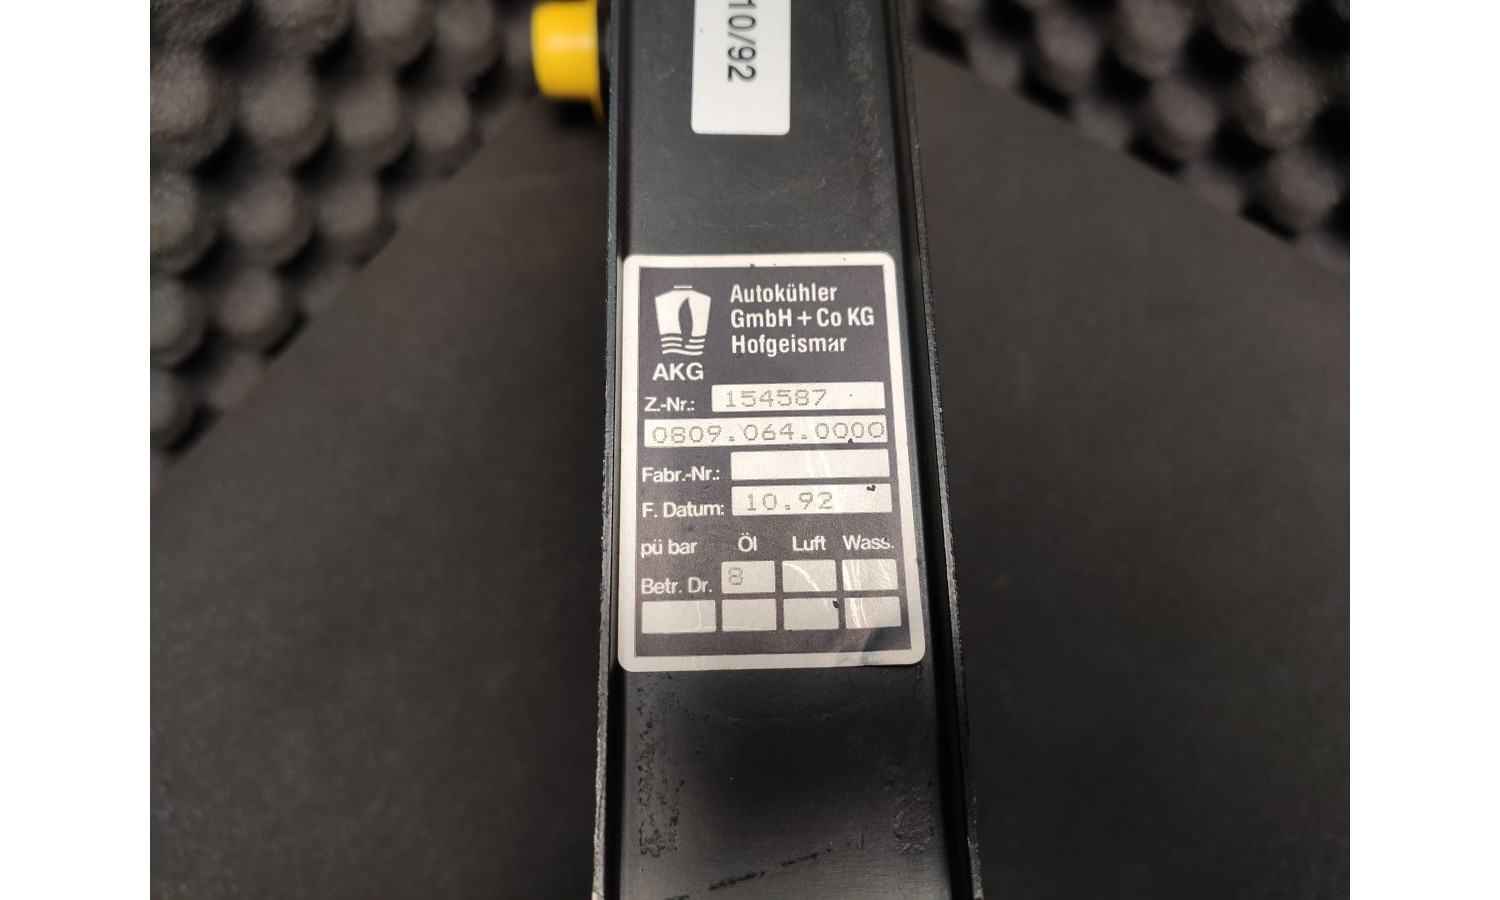 10/92
Autokühler
GmbH + Co KG
Hofgeismar
AKG
Z.-Nr.: 154587
0809.064.0000
Fabr.-Nr.:
F. Datum: 10.92
pü bar Öl Luft Wass.
Betr. Dr. 8